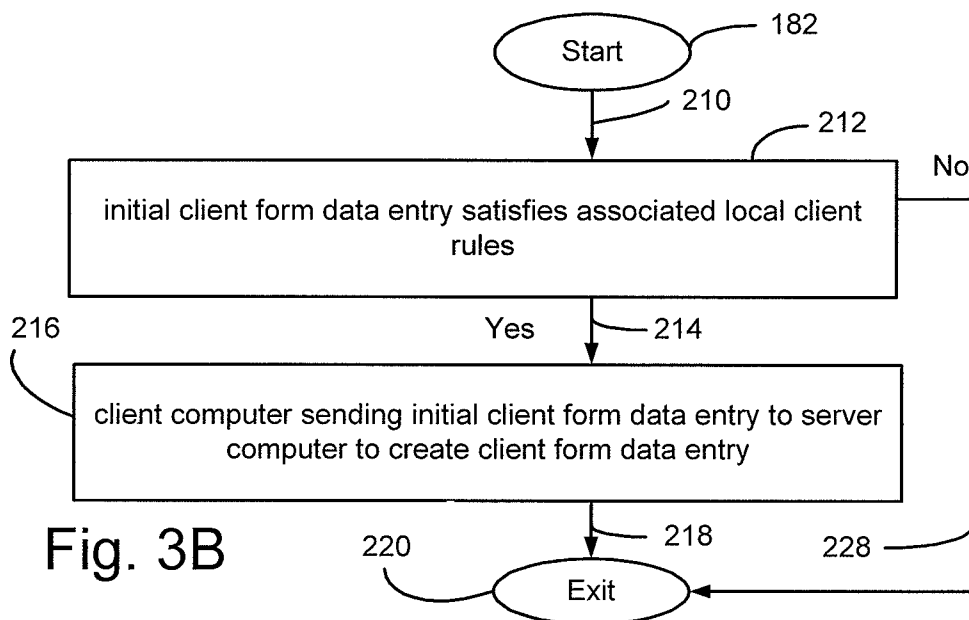 Start
182
210
212
No
initial client form data entry satisfies associated local client
rules
216
Yes
214
client computer sending initial client form data entry to server
computer to create client form data entry
Fig. 3B
218
220
228
Exit